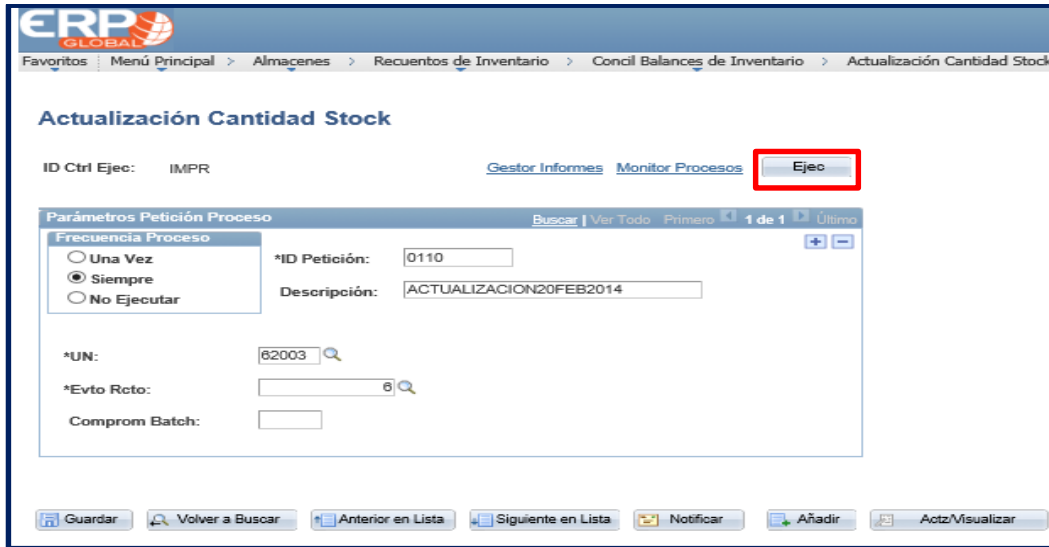 ERP
GLOBAL
Favoritos Menú Principal > Almacenes > Recuentos de Inventario > Concil Balances de Inventario > Actualización Cantidad Stock
Actualización Cantidad Stock
ID Ctrl Ejec: IMPR Gestor Informes Monitor Procesos Ejec
Parámetros Petición Proceso Buscar | Ver Todo Primero 1 de 1 Último
Frecuencia Proceso
Una Vez *ID Petición: 0110
Siempre
Descripción: ACTUALIZACION20FEB2014
No Ejecutar
*UN: 62003
*Evto Rcto: 6
Comprom Batch:
Guardar Volver a Buscar Anterior en Lista Siguiente en Lista Notificar Añadir Actz/Visualizar